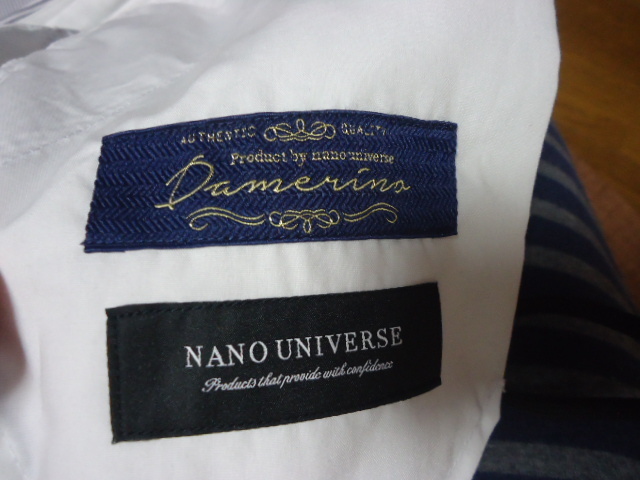 AUTHENTIC QUALITY
Product by nano universe
Damerino
NANO UNIVERSE
Products that provide with confidence